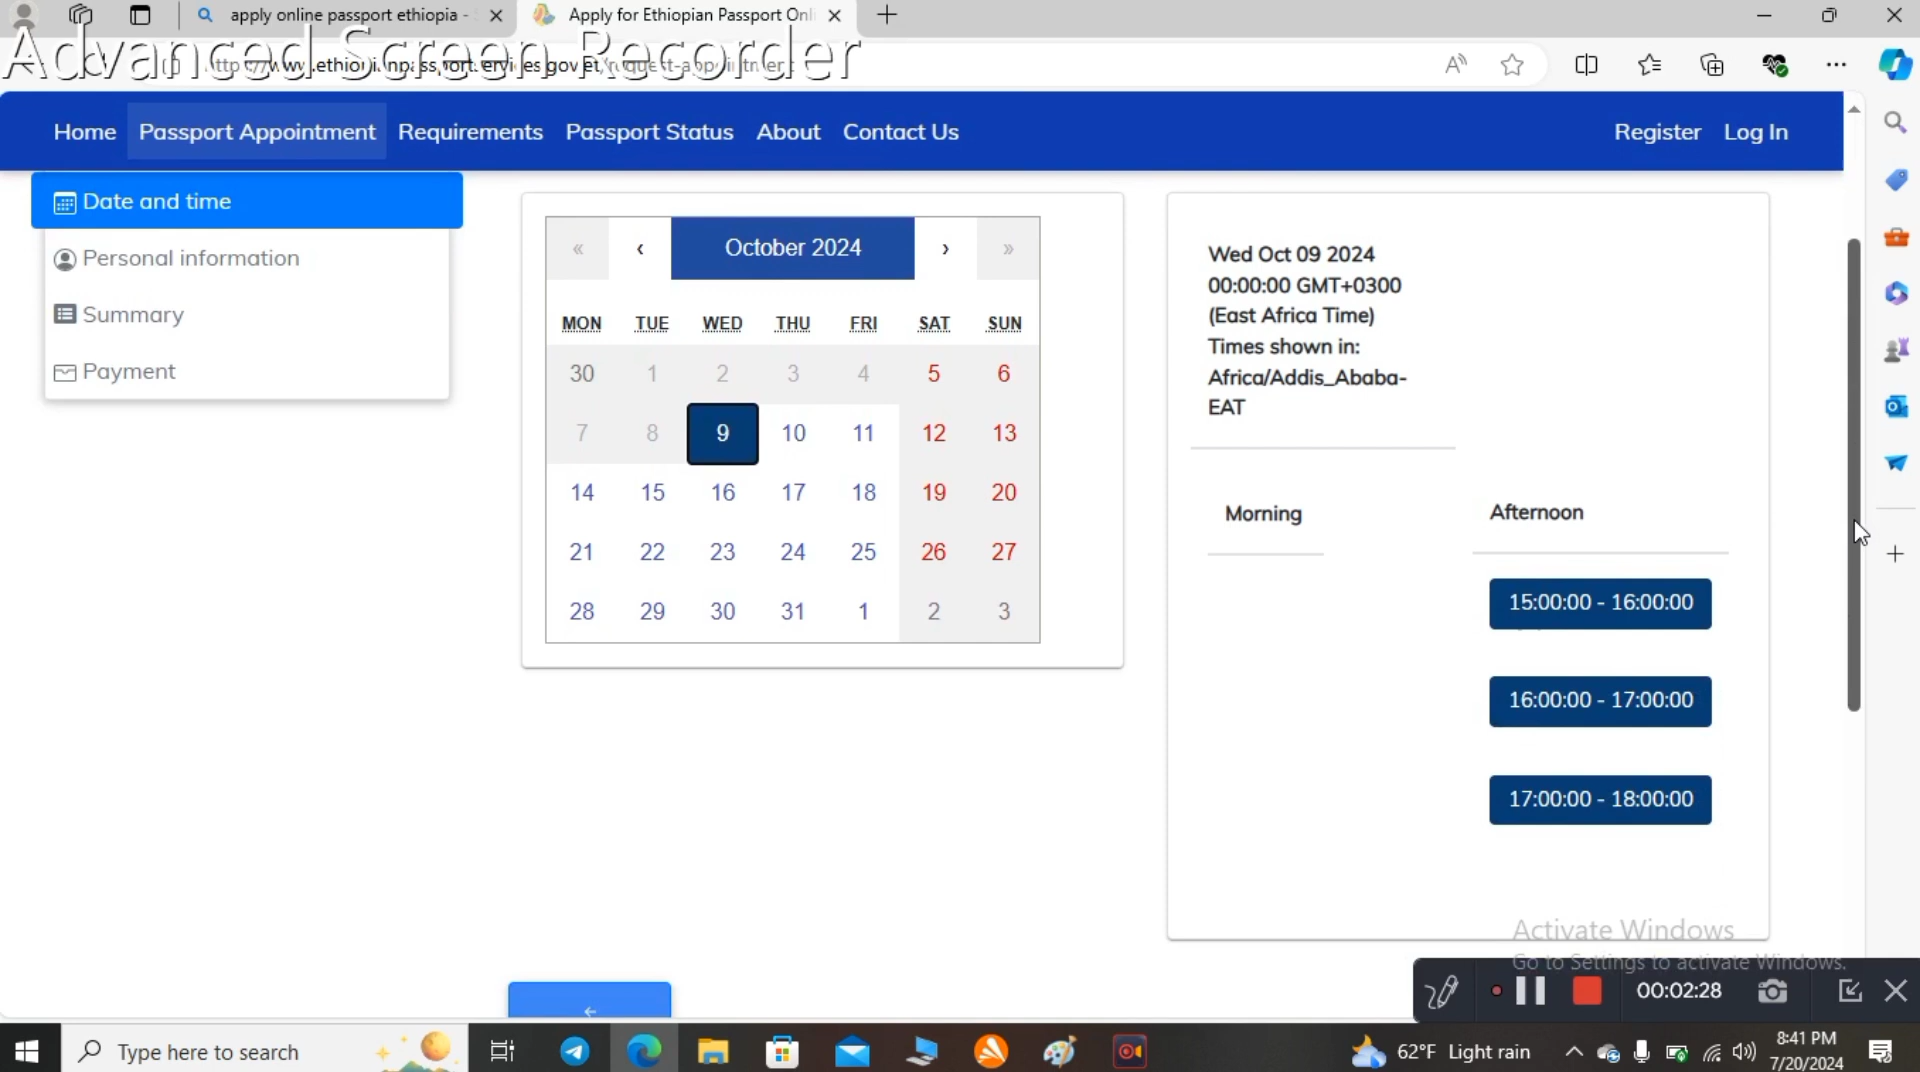 apply online passport ethiopia -
Apply for Ethiopian Passport Onl
Advanced Screen Recorder
Home Passport Appointment Requirements Passport Status About Contact Us Register Log In
Date and time
Personal information
Summary
Payment
« ‹ October 2024 › »
MON TUE WED THU FRI SAT SUN
30 1 2 3 4 5 6
7 8 9 10 11 12 13
14 15 16 17 18 19 20
21 22 23 24 25 26 27
28 29 30 31 1 2 3
Wed Oct 09 2024
00:00:00 GMT+0300
(East Africa Time)
Times shown in:
Africa/Addis_Ababa-
EAT
Morning Afternoon
15:00:00 - 16:00:00
16:00:00 - 17:00:00
17:00:00 - 18:00:00
Activate Windows
Go to Settings to activate Windows.
00:02:28
Type here to search
62°F Light rain
8:41 PM
7/20/2024